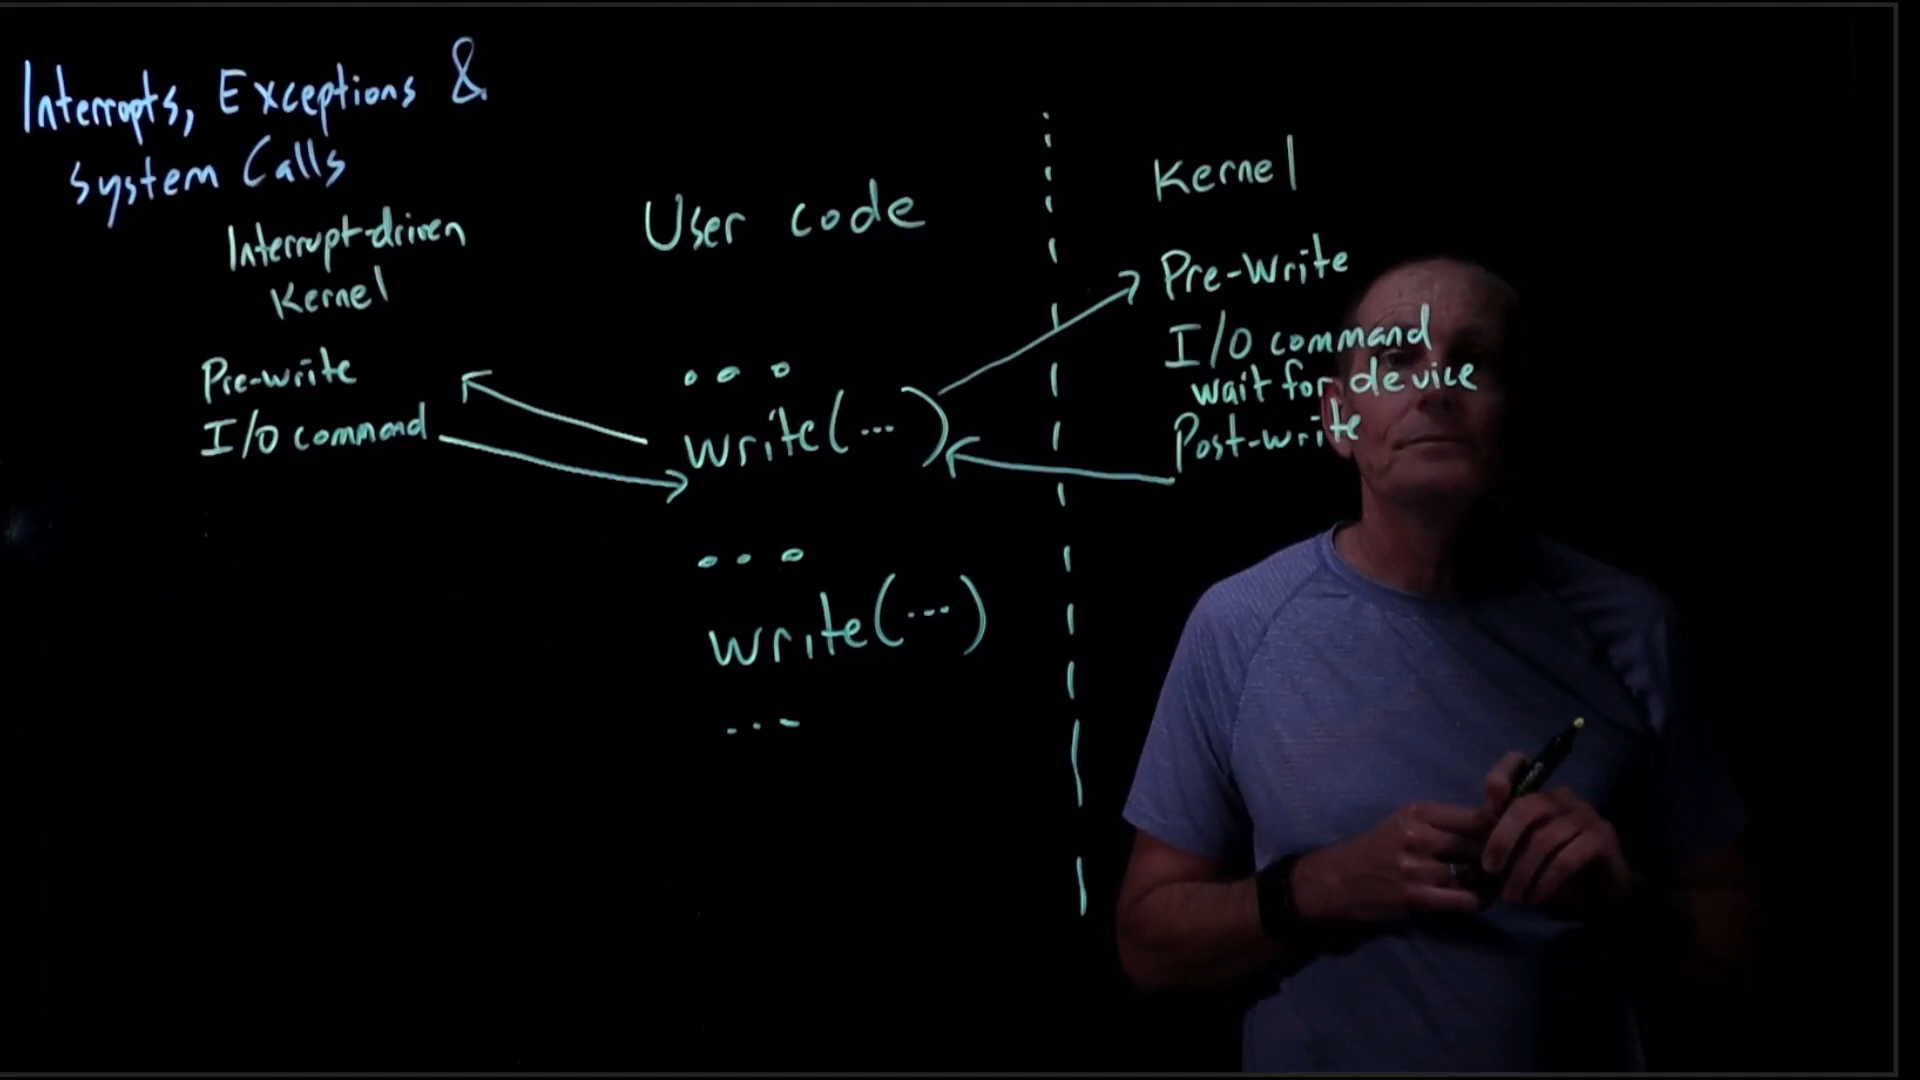 Interrupts, Exceptions &
System Calls
Interrupt-driven
Kernel
Pre-write
I/O command
User code
...
write(...)
...
write(...)
...
Kernel
Pre-write
I/O command
wait for device
Post-write